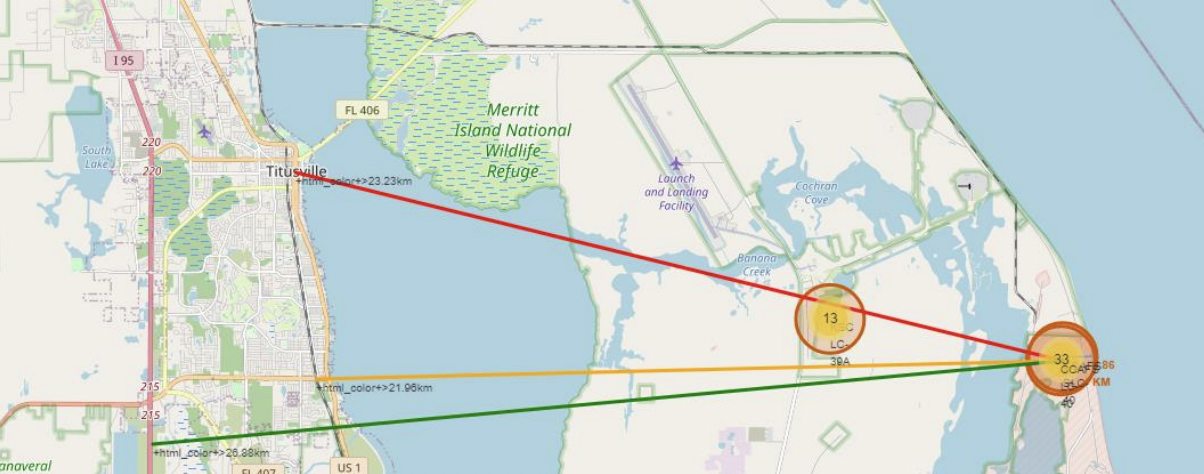 I 95
FL 406
Merritt
Island National
Wildlife
Refuge
220
South
Lake
220
Titusville
+html_color+>23.23km
Launch
and Landing
Facility
Cochran
Cove
Banana
Creek
13
LC-
39A
33
86
KM
215
+html_color+>21.96km
215
+html_color+>26.88km
anaveral
FL 407
US 1